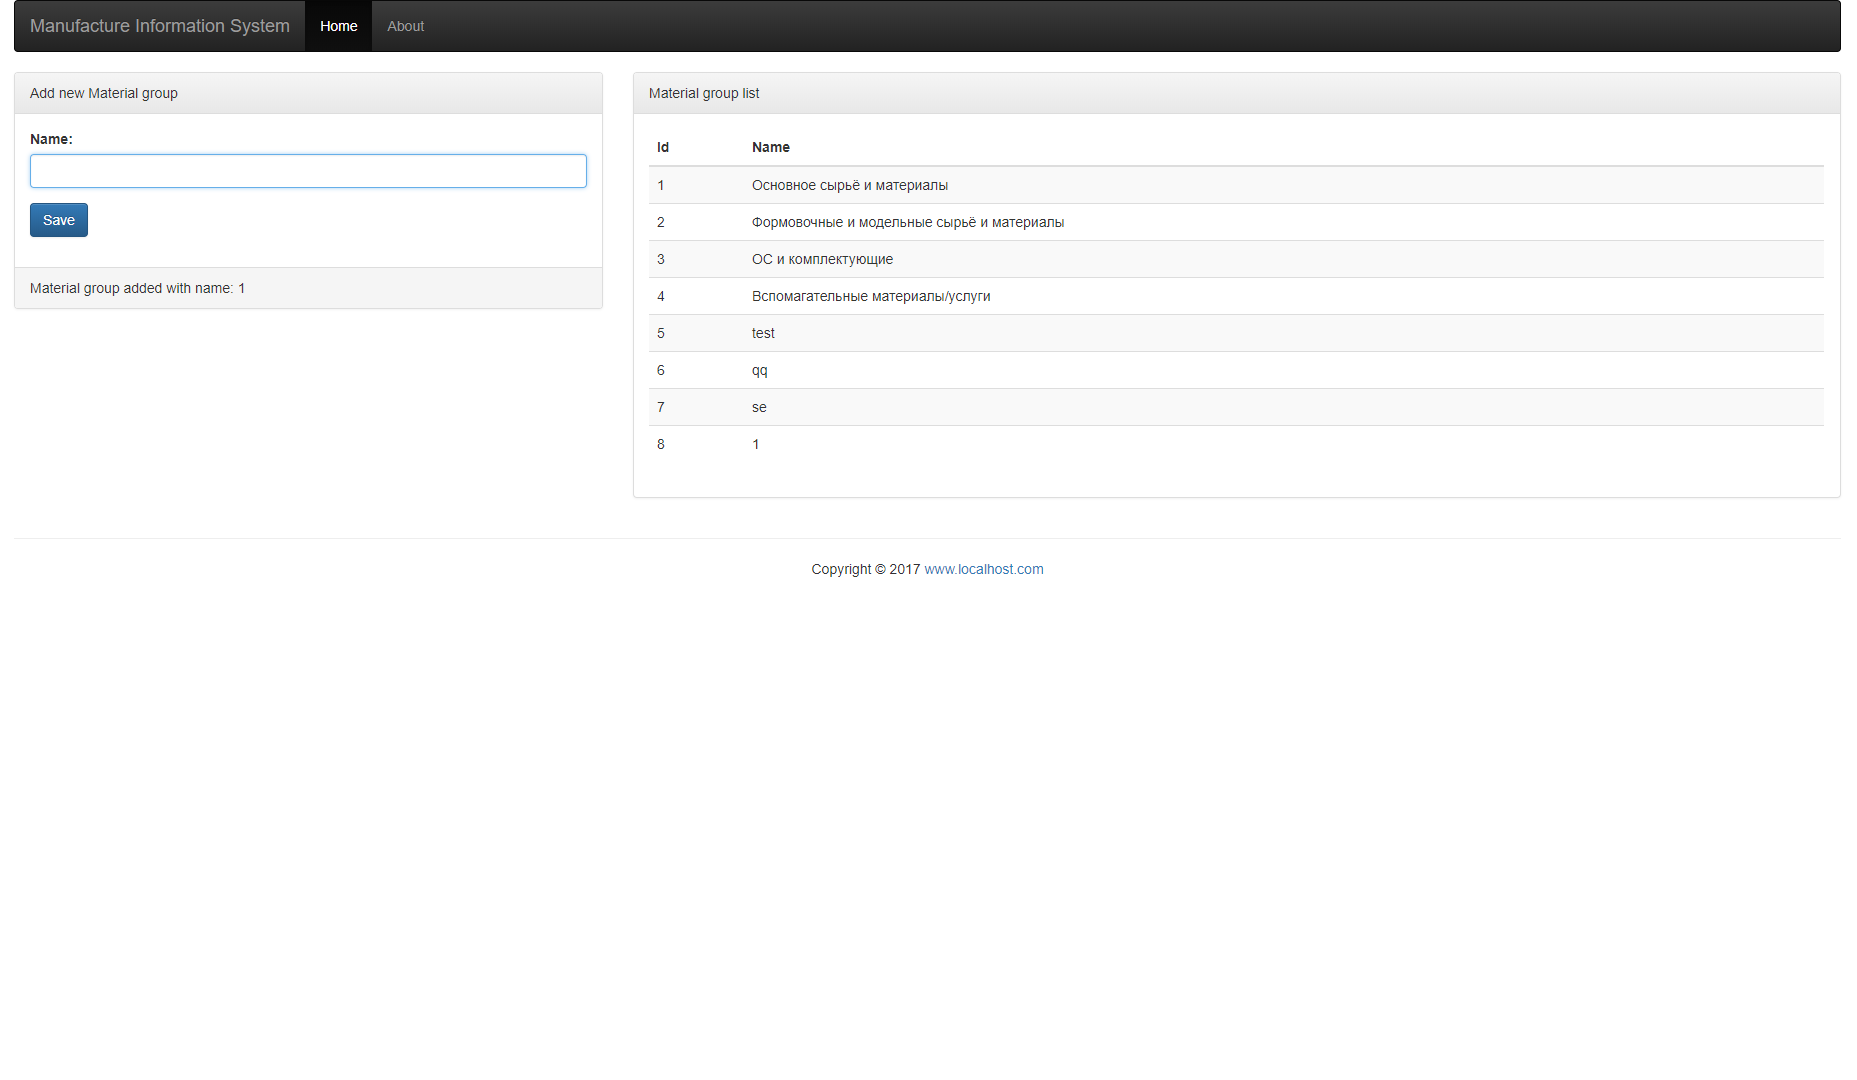 Manufacture Information System Home About
Add new Material group
Name:
Save
Material group added with name: 1
Material group list
Id Name
1 Основное сырьё и материалы
2 Формовочные и модельные сырьё и материалы
3 ОС и комплектующие
4 Вспомагательные материалы/услуги
5 test
6 qq
7 se
8 1
Copyright © 2017 www.localhost.com